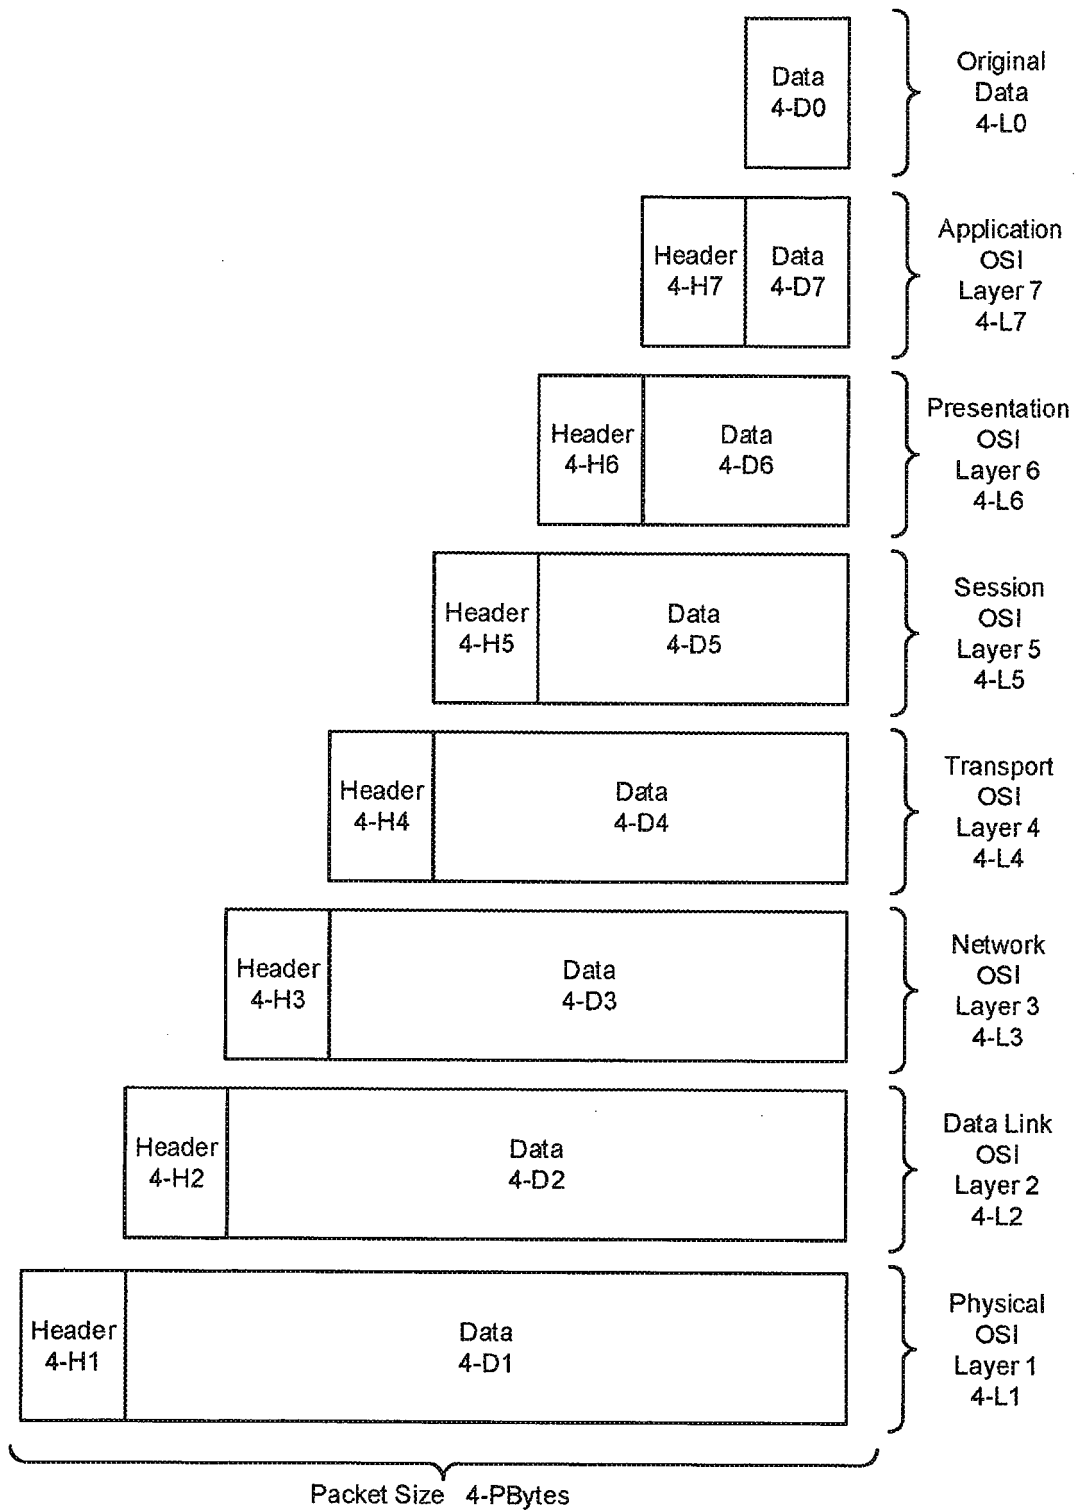 Data
4-D0
Original
Data
4-L0
Header
4-H7
Data
4-D7
Application
OSI
Layer 7
4-L7
Header
4-H6
Data
4-D6
Presentation
OSI
Layer 6
4-L6
Header
4-H5
Data
4-D5
Session
OSI
Layer 5
4-L5
Header
4-H4
Data
4-D4
Transport
OSI
Layer 4
4-L4
Header
4-H3
Data
4-D3
Network
OSI
Layer 3
4-L3
Header
4-H2
Data
4-D2
Data Link
OSI
Layer 2
4-L2
Header
4-H1
Data
4-D1
Physical
OSI
Layer 1
4-L1
Packet Size 4-PBytes